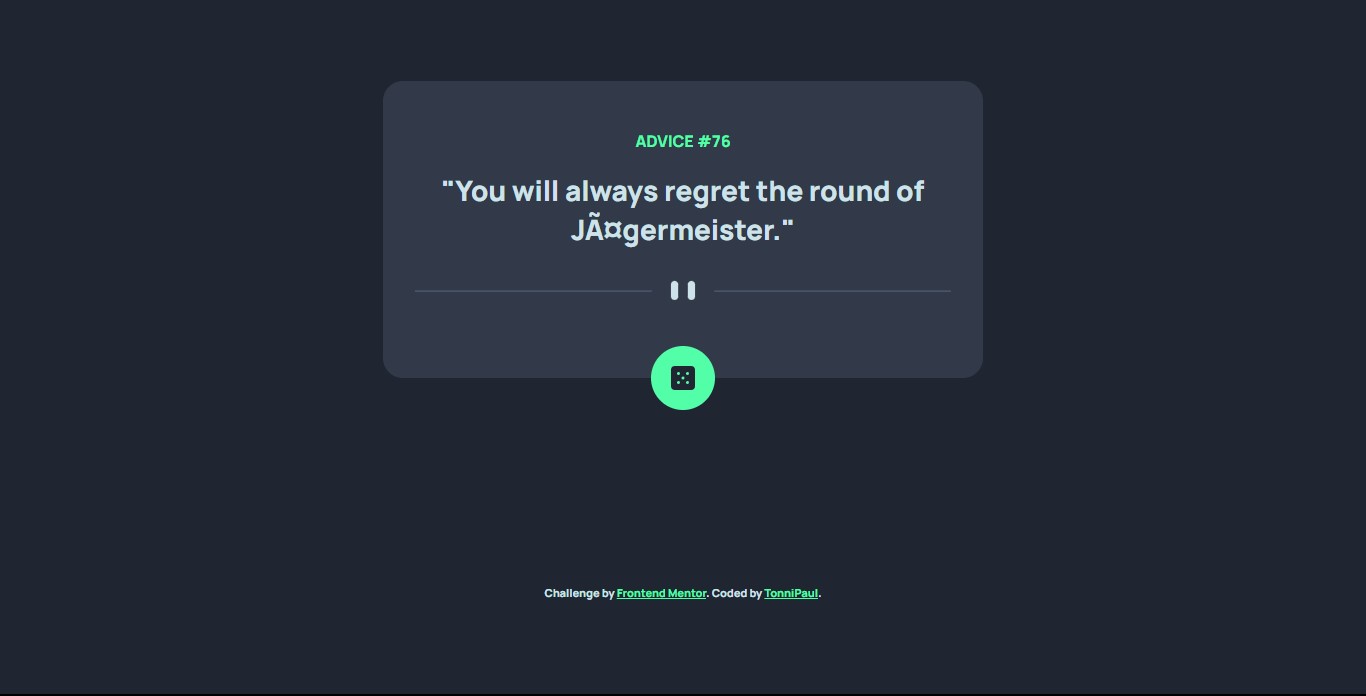 ADVICE #76
"You will always regret the round of
JÃ¤germeister."
Challenge by Frontend Mentor. Coded by TonniPaul.